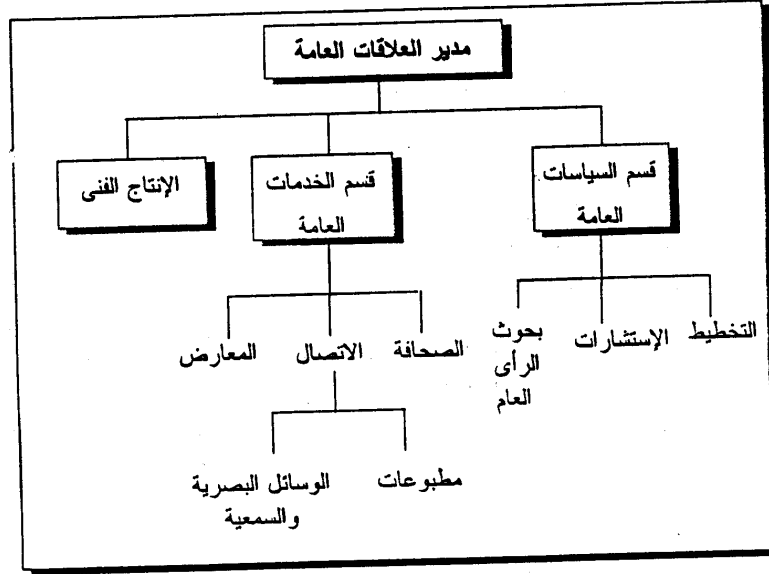 مدير العلاقات العامة
قسم السياسات
العامة
قسم الخدمات
العامة
الإنتاج الفنى
التخطيط
الإستشارات
بحوث
الرأى
العام
الصحافة
الاتصال
المعارض
مطبوعات
الوسائل البصرية
والسمعية